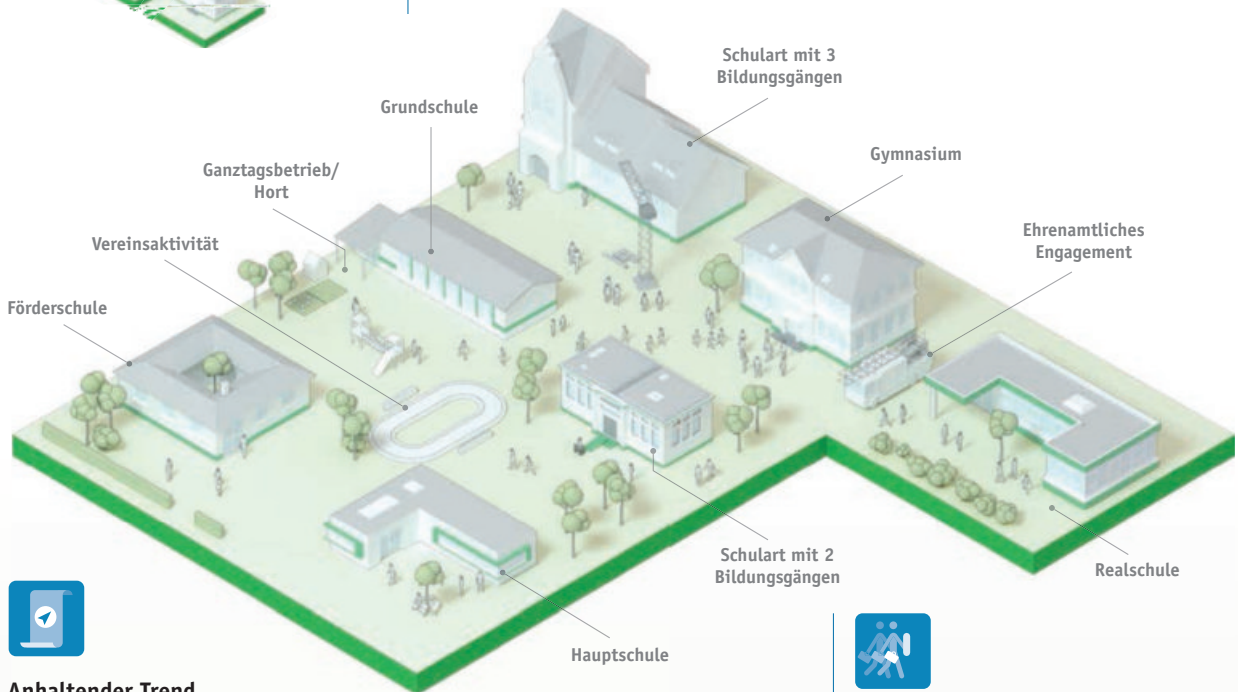 Schulart mit 3
Bildungsgängen
Grundschule
Gymnasium
Ganztagsbetrieb/
Hort
Ehrenamtliches
Engagement
Vereinsaktivität
Förderschule
Schulart mit 2
Bildungsgängen
Realschule
Hauptschule
Anhaltender Trend